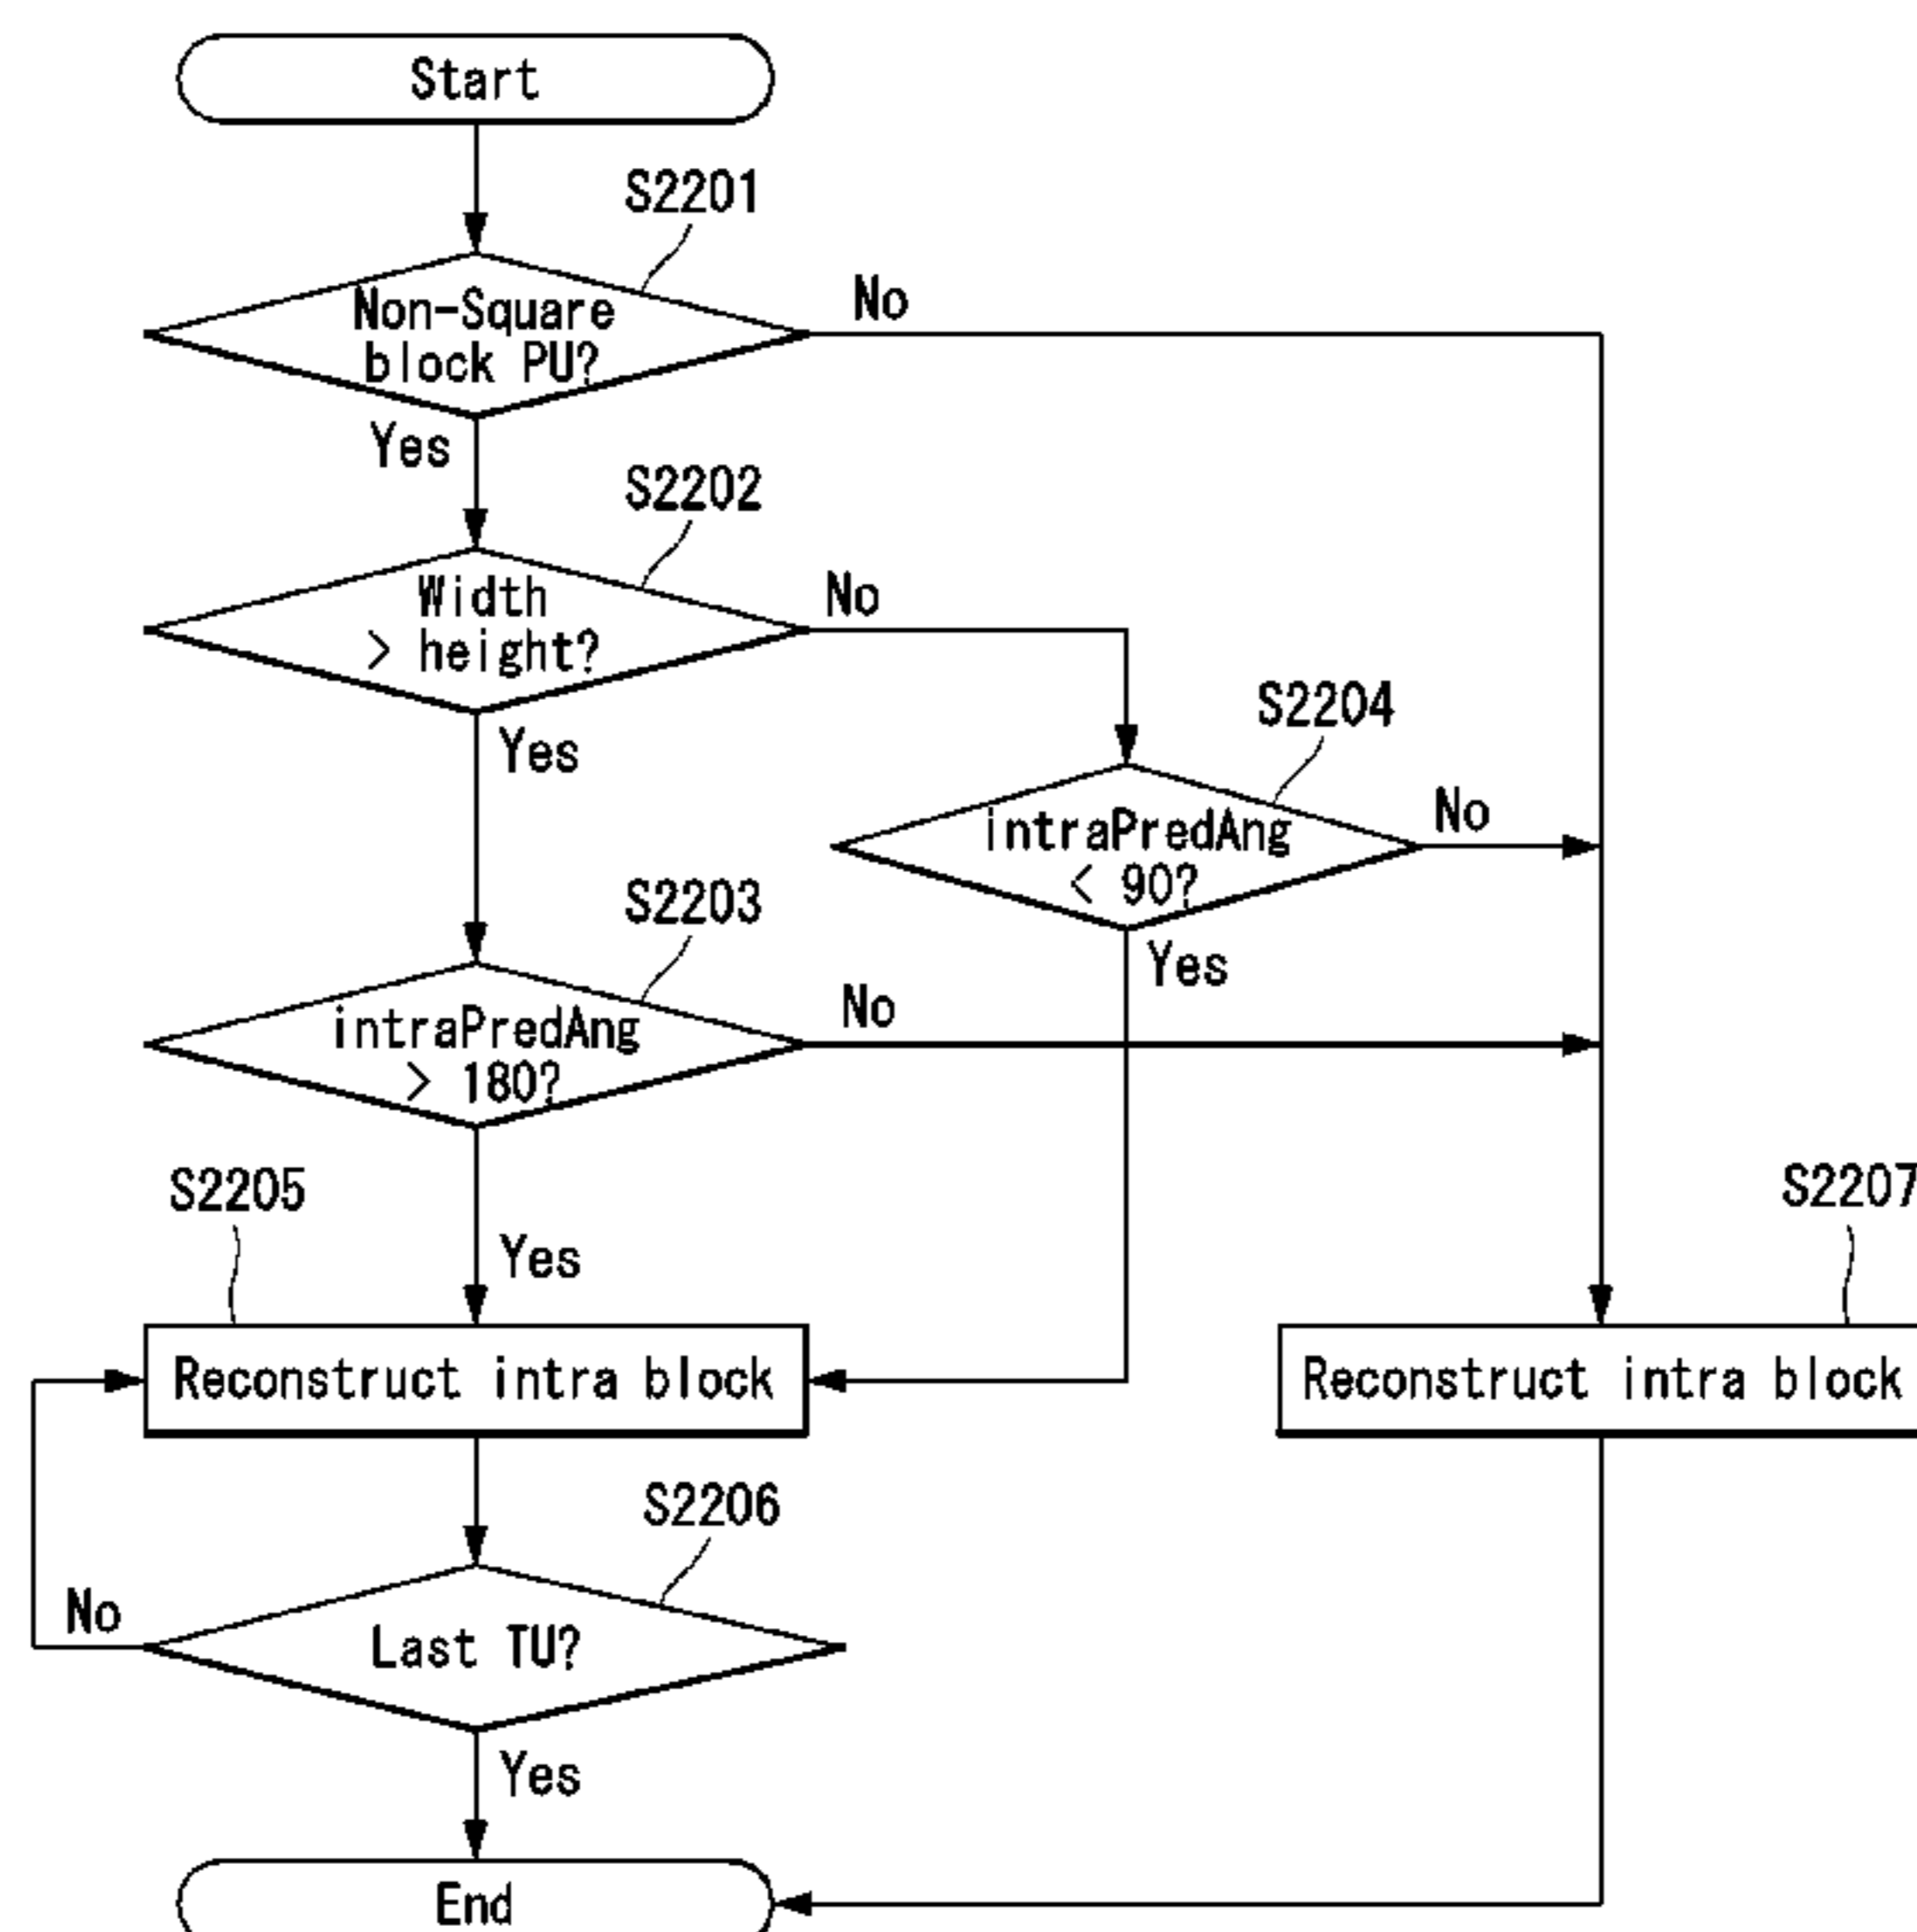 Start
S2201
Non-Square
block PU?
No
Yes
S2202
Width
> height?
No
Yes
S2204
intraPredAng
< 90?
No
Yes
S2203
intraPredAng
> 180?
No
Yes
S2205
Reconstruct intra block
S2207
Reconstruct intra block
S2206
Last TU?
No
Yes
End